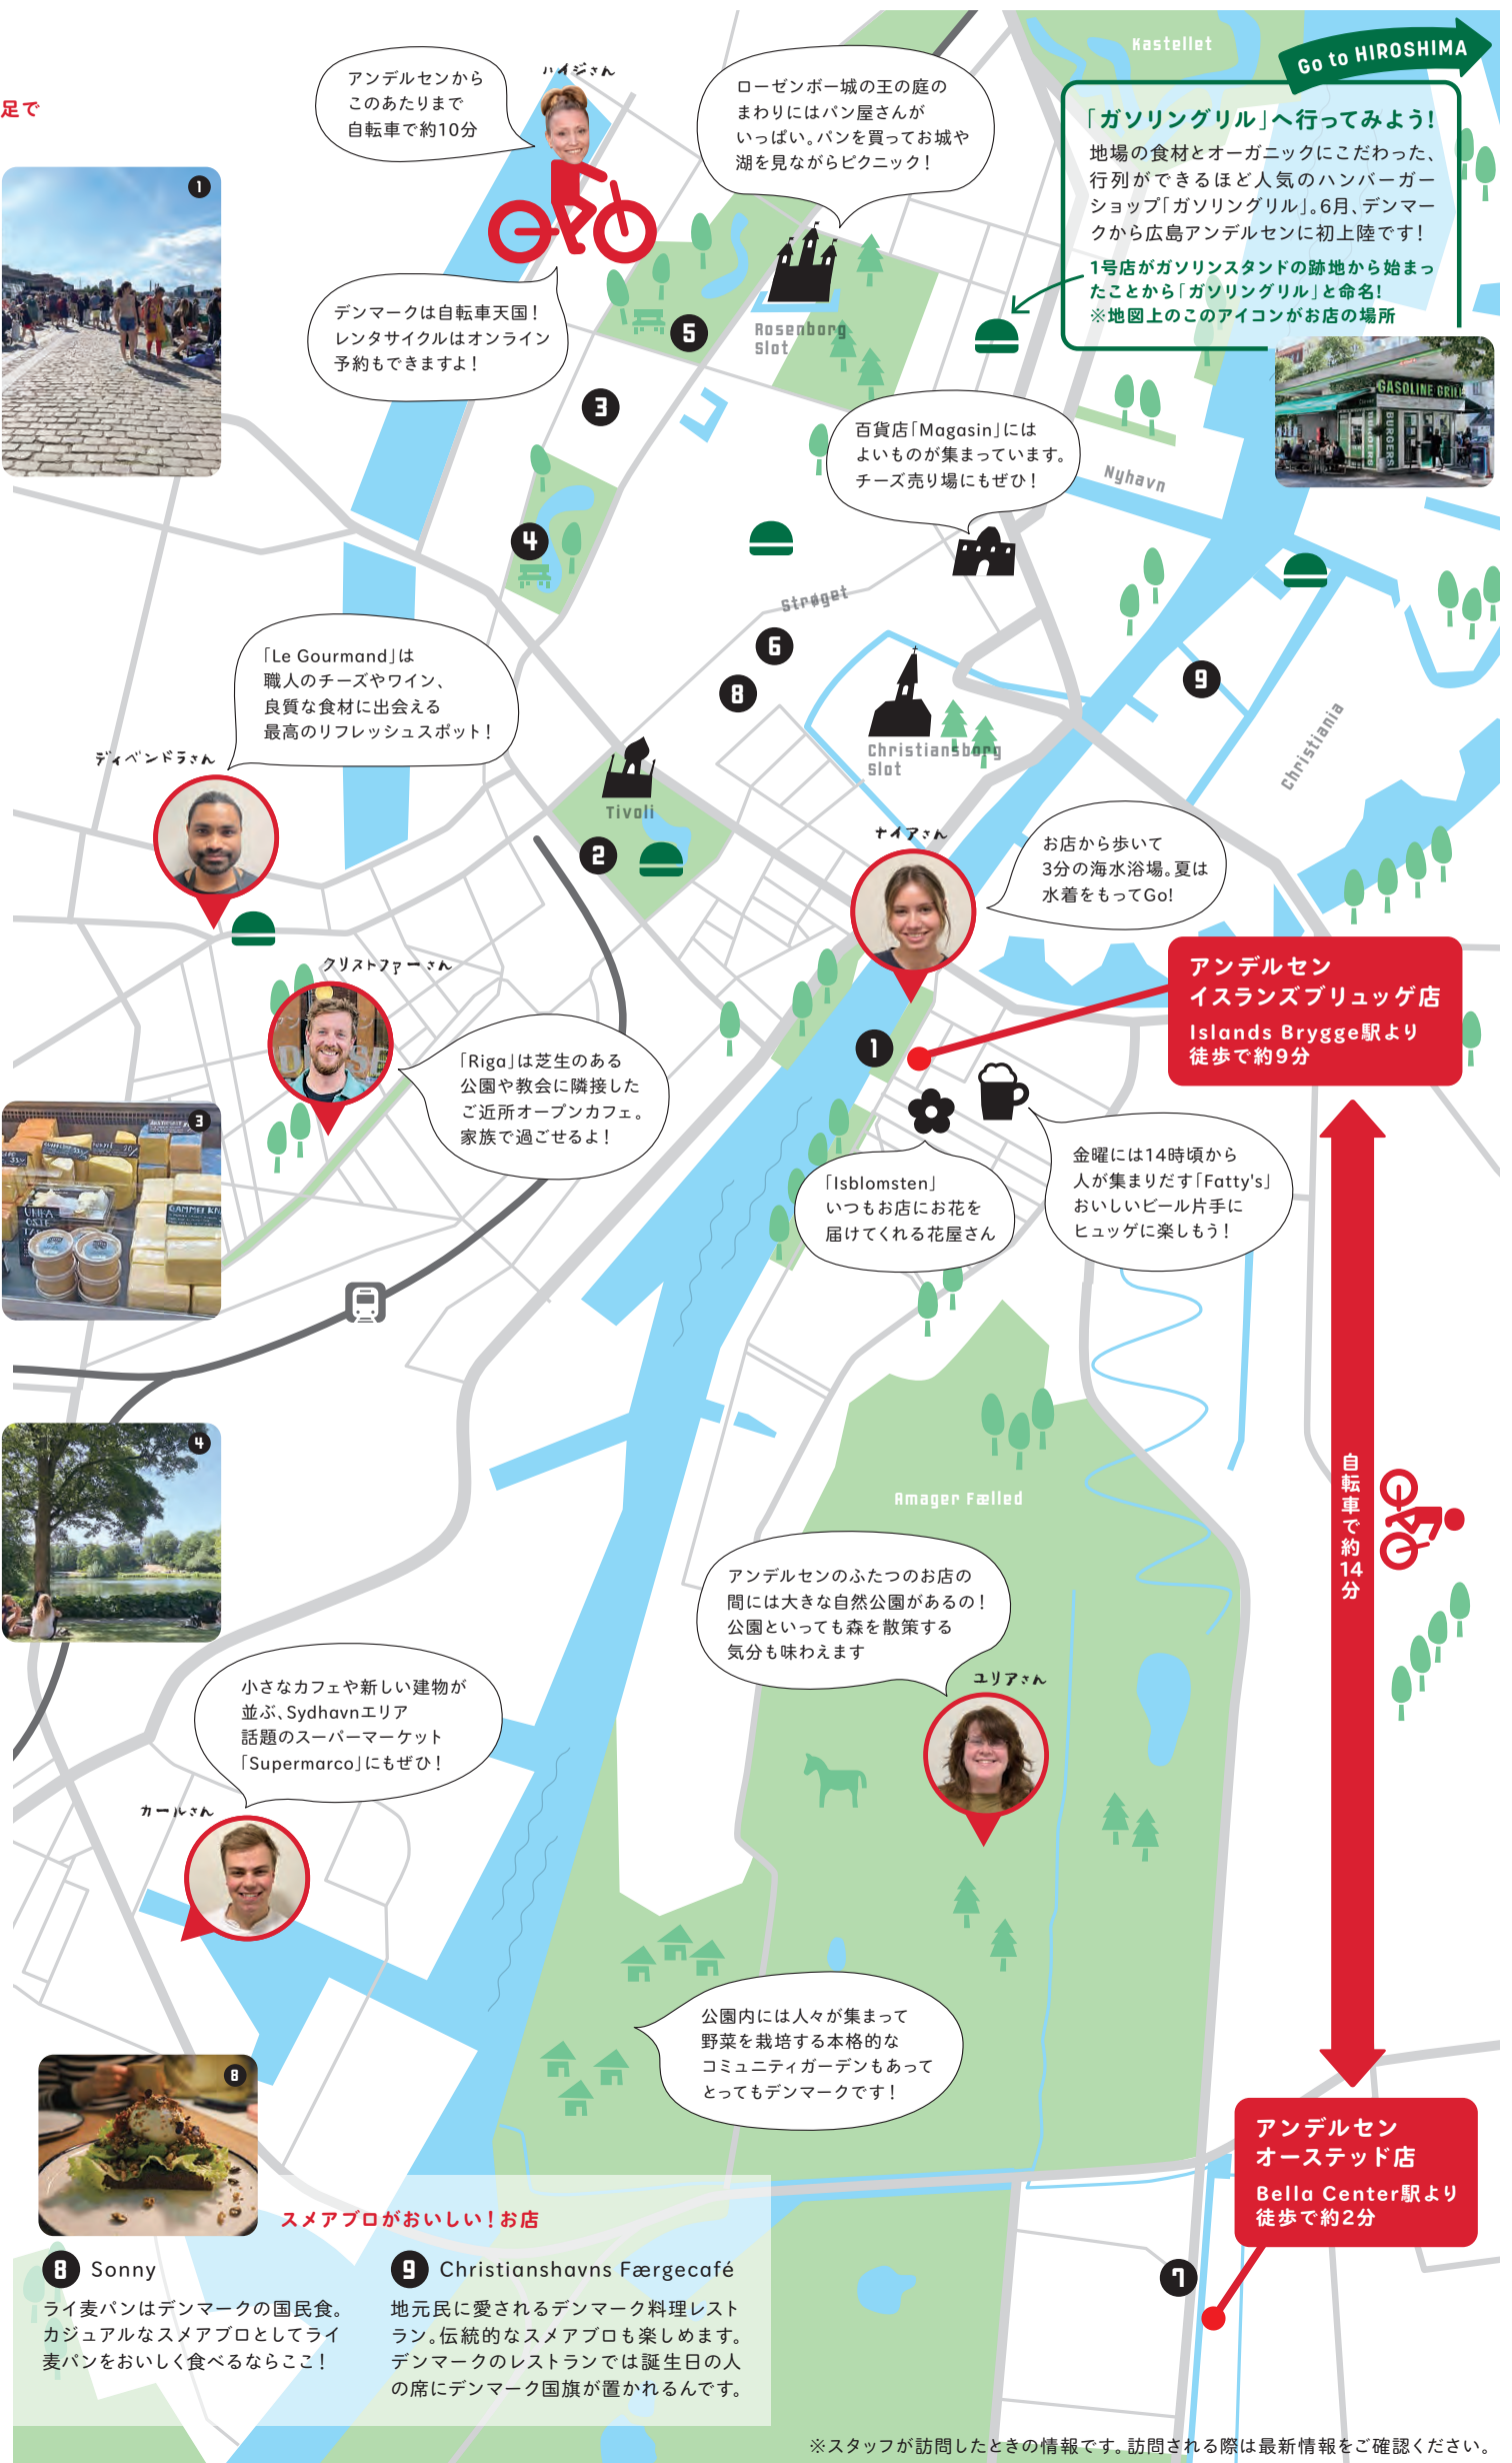 足で
アンデルセンから
このあたりまで
自転車で約10分
ハイジさん
デンマークは自転車天国！
レンタサイクルはオンライン
予約もできますよ！
ローゼンボー城の王の庭の
まわりにはパン屋さんが
いっぱい。パンを買ってお城や
湖を見ながらピクニック！
Kastellet
Go to HIROSHIMA
「ガソリングリル」へ行ってみよう！
地場の食材とオーガニックにこだわった、
行列ができるほど人気のハンバーガー
ショップ「ガソリングリル」。6月、デンマー
クから広島アンデルセンに初上陸です！
1号店がガソリンスタンドの跡地から始まっ
たことから「ガソリングリル」と命名！
※地図上のこのアイコンがお店の場所
GASOLINE GRILL
BURGERS
1
5
Rosenborg
Slot
3
百貨店「Magasin」には
よいものが集まっています。
チーズ売り場にもぜひ！
Nyhavn
4
Strøget
6
8
9
Christiania
「Le Gourmand」は
職人のチーズやワイン、
良質な食材に出会える
最高のリフレッシュスポット！
ディベンドラさん
Christiansborg
Slot
Tivoli
2
ナイアさん
お店から歩いて
3分の海水浴場。夏は
水着をもってGo!
アンデルセン
イスランズブリュッゲ店
Islands Brygge駅より
徒歩で約9分
クリストファーさん
「Riga」は芝生のある
公園や教会に隣接した
ご近所オープンカフェ。
家族で過ごせるよ！
1
「Isblomsten」
いつもお店にお花を
届けてくれる花屋さん
金曜には14時頃から
人が集まりだす「Fatty's」
おいしいビール片手に
ヒュッゲに楽しもう！
3
4
自転車で約14分
Amager Fælled
アンデルセンのふたつのお店の
間には大きな自然公園があるの！
公園といっても森を散策する
気分も味わえます
ユリアさん
小さなカフェや新しい建物が
並ぶ、Sydhavnエリア
話題のスーパーマーケット
「Supermarco」にもぜひ！
カールさん
公園内には人々が集まって
野菜を栽培する本格的な
コミュニティガーデンもあって
とってもデンマークです！
アンデルセン
オーステッド店
Bella Center駅より
徒歩で約2分
7
8
スメアブロがおいしい！お店
8 Sonny
ライ麦パンはデンマークの国民食。
カジュアルなスメアブロとしてライ
麦パンをおいしく食べるならここ！
9 Christianshavns Færgecafé
地元民に愛されるデンマーク料理レスト
ラン。伝統的なスメアブロも楽しめます。
デンマークのレストランでは誕生日の人
の席にデンマーク国旗が置かれるんです。
※スタッフが訪問したときの情報です。訪問される際は最新情報をご確認ください。